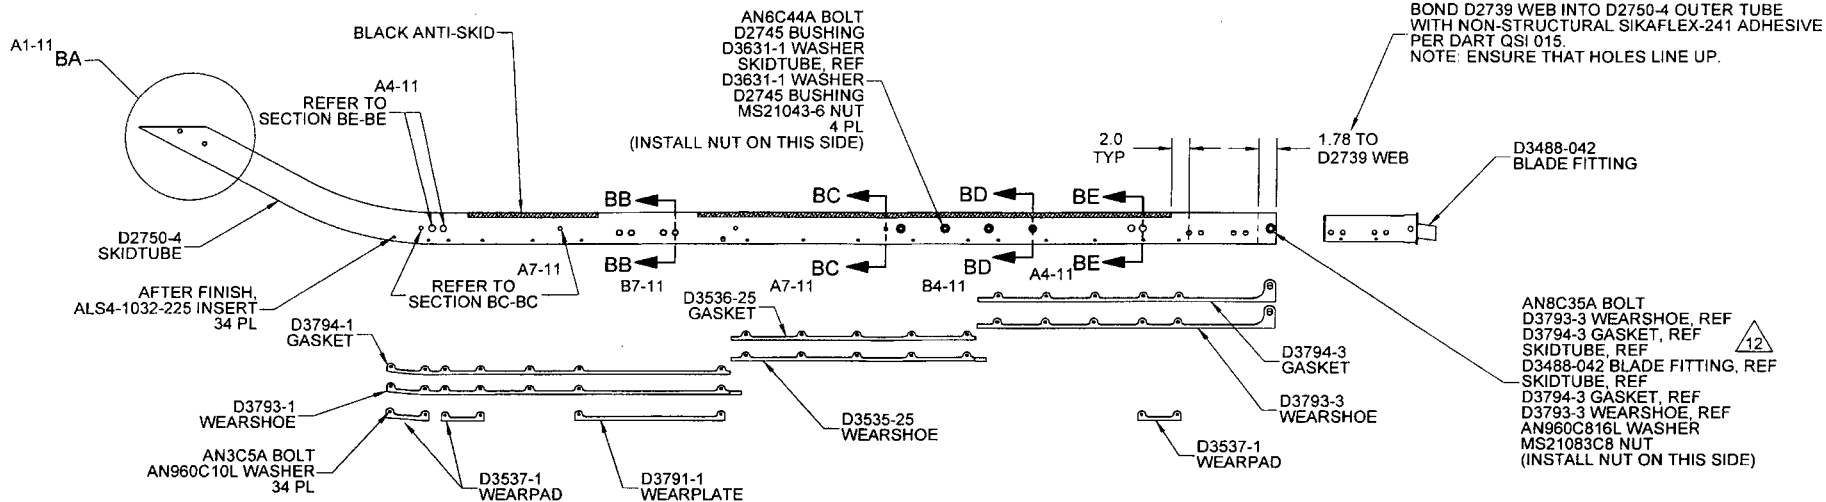 A1-11
BA
BLACK ANTI-SKID
A4-11
REFER TO
SECTION BE-BE
AN6C44A BOLT
D2745 BUSHING
D3631-1 WASHER
SKIDTUBE, REF
D3631-1 WASHER
D2745 BUSHING
MS21043-6 NUT
4 PL
(INSTALL NUT ON THIS SIDE)
BOND D2739 WEB INTO D2750-4 OUTER TUBE
WITH NON-STRUCTURAL SIKAFLEX-241 ADHESIVE
PER DART QSI 015.
NOTE: ENSURE THAT HOLES LINE UP.
2.0
TYP
1.78 TO
D2739 WEB
D3488-042
BLADE FITTING
BB
BC
BD
BE
D2750-4
SKIDTUBE
BB
BC
BD
BE
A7-11
REFER TO
SECTION BC-BC
B7-11
A7-11
B4-11
A4-11
AFTER FINISH,
ALS4-1032-225 INSERT
34 PL
D3794-1
GASKET
D3536-25
GASKET
D3794-3
GASKET
D3793-1
WEARSHOE
D3535-25
WEARSHOE
D3793-3
WEARSHOE
AN3C5A BOLT
AN960C10L WASHER
34 PL
D3537-1
WEARPAD
D3791-1
WEARPLATE
D3537-1
WEARPAD
AN8C35A BOLT
D3793-3 WEARSHOE, REF
D3794-3 GASKET, REF
SKIDTUBE, REF
D3488-042 BLADE FITTING, REF
SKIDTUBE, REF
D3794-3 GASKET, REF
D3793-3 WEARSHOE, REF
AN960C816L WASHER
MS21083C8 NUT
(INSTALL NUT ON THIS SIDE)
12